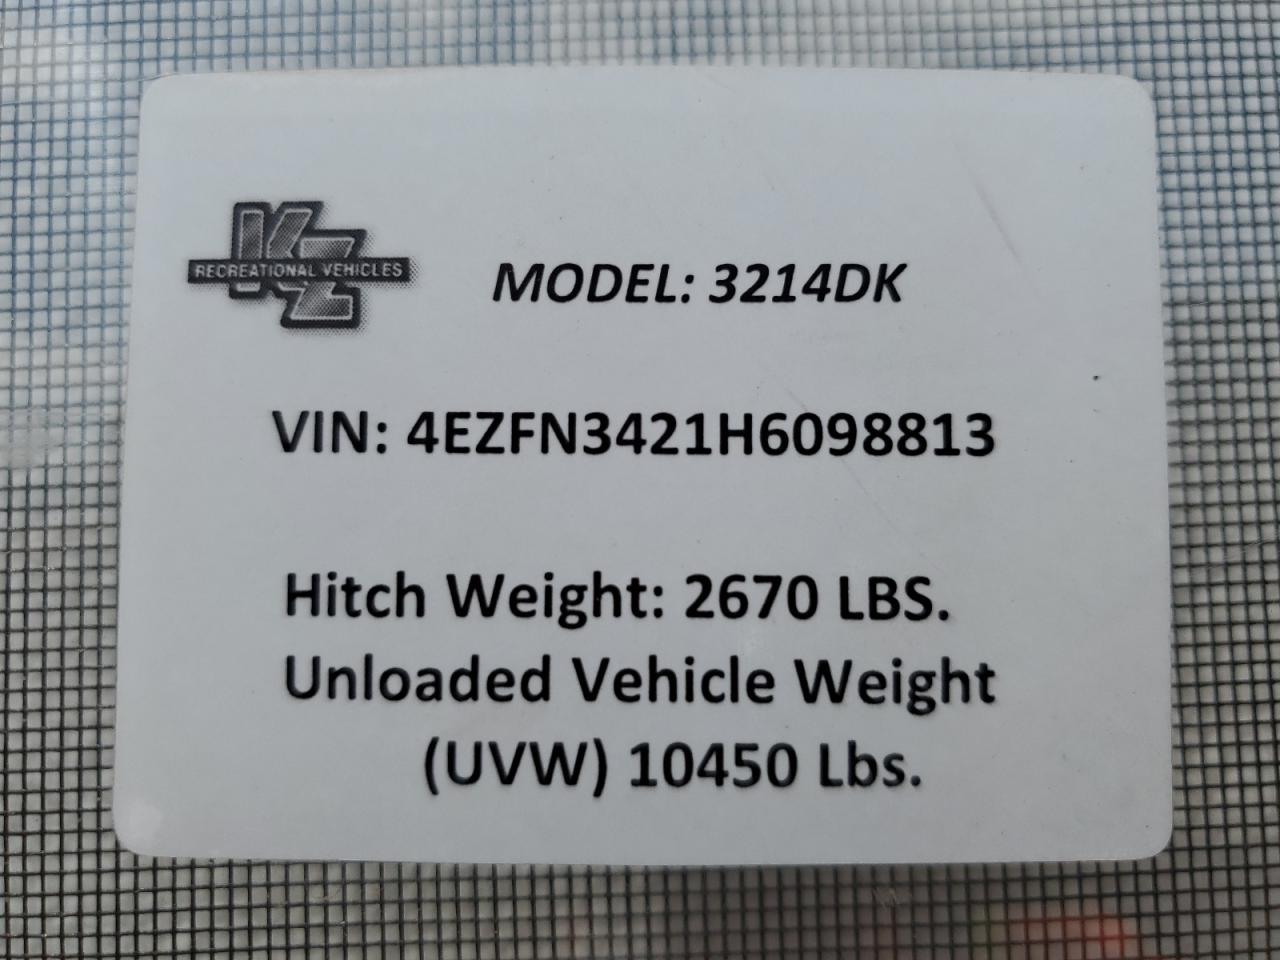 KZ
RECREATIONAL VEHICLES
MODEL: 3214DK
VIN: 4EZFN3421H6098813
Hitch Weight: 2670 LBS.
Unloaded Vehicle Weight
(UVW) 10450 Lbs.